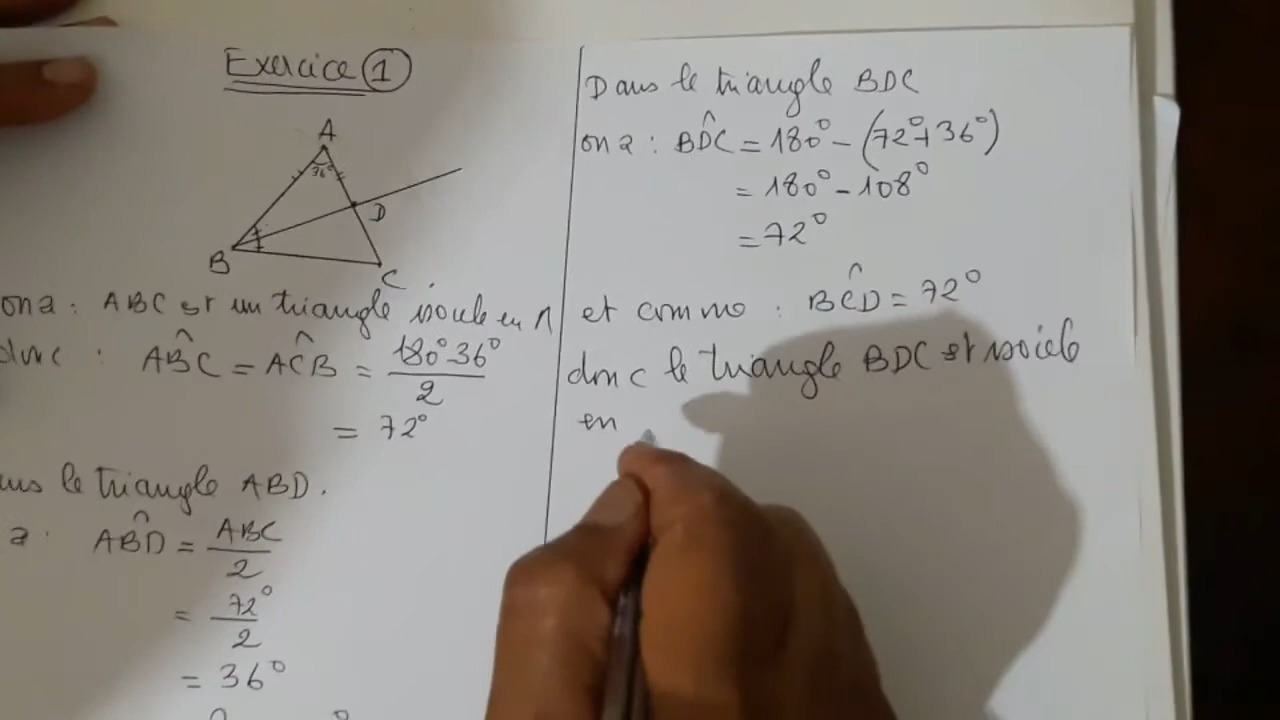 Exercice 1
A
36°
D
B
C
on a : ABC est un triangle isocele en A
donc : ABC = ACB = 180° - 36°
2
= 72°
ans le triangle ABD.
a : ABD = ABC
2
= 72°
2
= 36°
Dans le triangle BDC
on a : BDC = 180° - (72° + 36°)
= 180° - 108°
= 72°
et comme : BCD = 72°
donc le triangle BDC est isocele
en